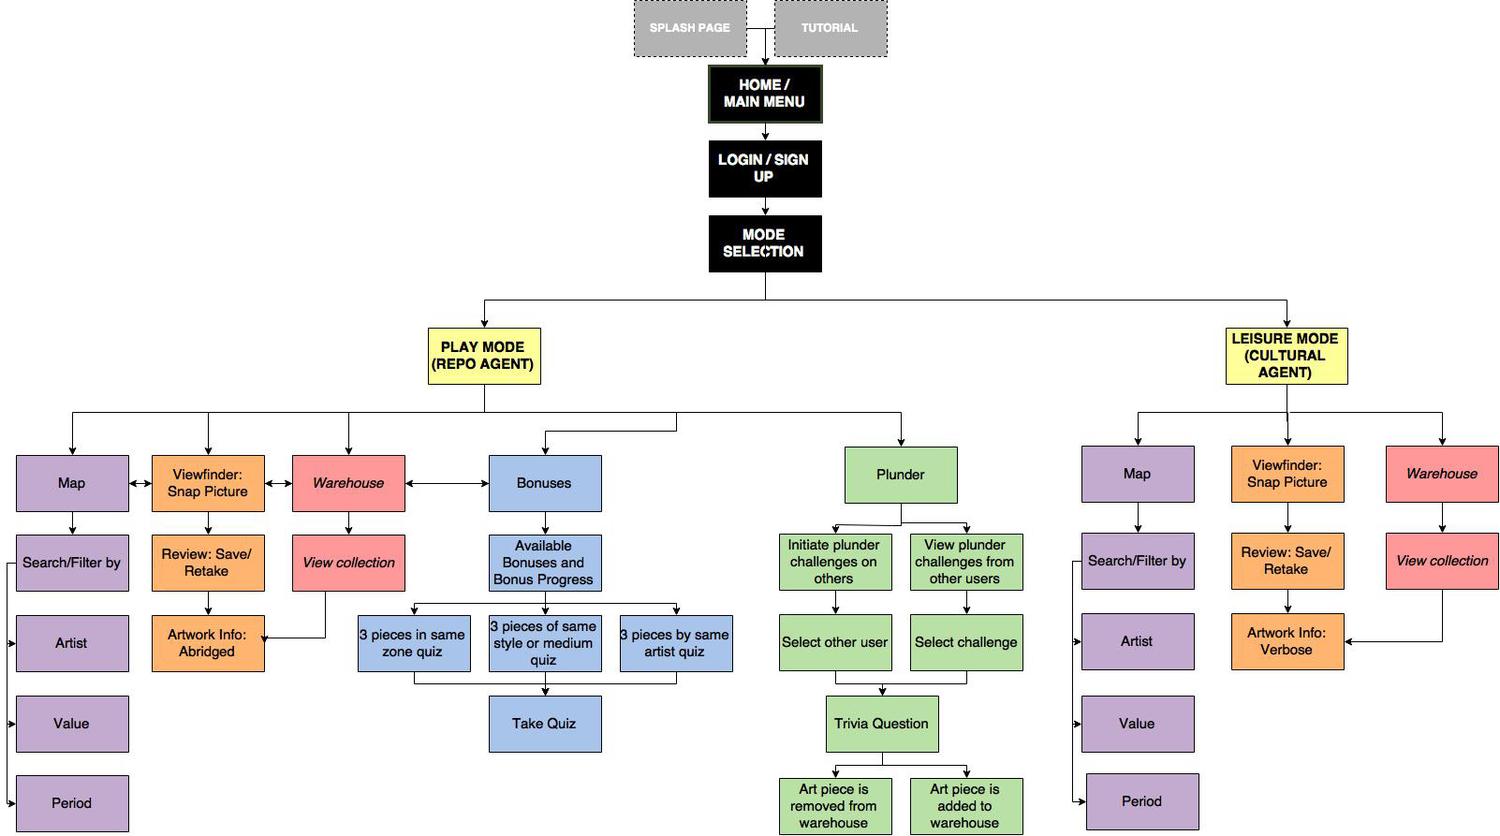 SPLASH PAGE
TUTORIAL
HOME /
MAIN MENU
LOGIN / SIGN
UP
MODE
SELECTION
PLAY MODE
(REPO AGENT)
LEISURE MODE
(CULTURAL
AGENT)
Map
Viewfinder:
Snap Picture
Warehouse
Bonuses
Plunder
Map
Viewfinder:
Snap Picture
Warehouse
Search/Filter by
Review: Save/
Retake
View collection
Available
Bonuses and
Bonus Progress
Initiate plunder
challenges on
others
View plunder
challenges from
other users
Search/Filter by
Review: Save/
Retake
View collection
Artist
Artwork Info:
Abridged
3 pieces in same
zone quiz
3 pieces of same
style or medium
quiz
3 pieces by same
artist quiz
Select other user
Select challenge
Artist
Artwork Info:
Verbose
Value
Take Quiz
Trivia Question
Value
Period
Art piece is
removed from
warehouse
Art piece is
added to
warehouse
Period